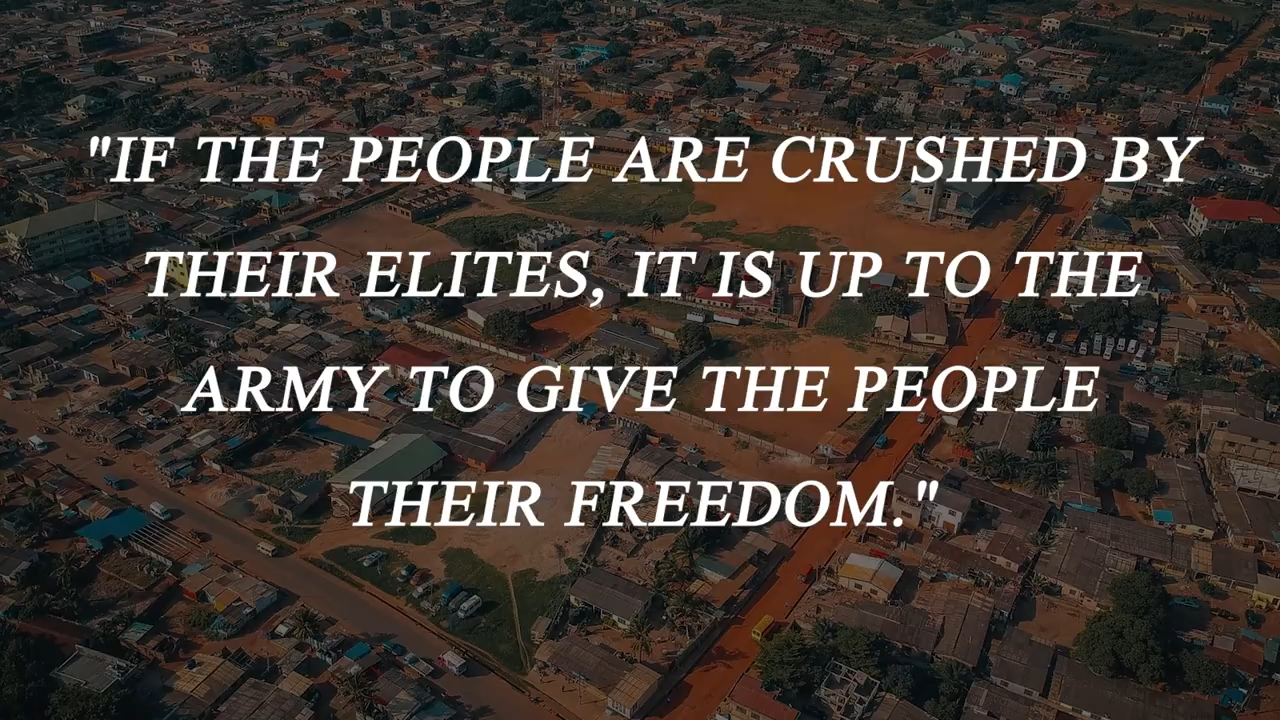 "IF THE PEOPLE ARE CRUSHED BY
THEIR ELITES, IT IS UP TO THE
ARMY TO GIVE THE PEOPLE
THEIR FREEDOM."